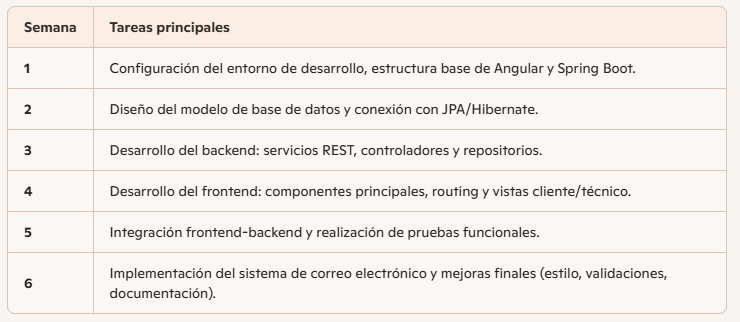 Semana Tareas principales
1 Configuración del entorno de desarrollo, estructura base de Angular y Spring Boot.
2 Diseño del modelo de base de datos y conexión con JPA/Hibernate.
3 Desarrollo del backend: servicios REST, controladores y repositorios.
4 Desarrollo del frontend: componentes principales, routing y vistas cliente/técnico.
5 Integración frontend-backend y realización de pruebas funcionales.
6 Implementación del sistema de correo electrónico y mejoras finales (estilo, validaciones,
documentación).